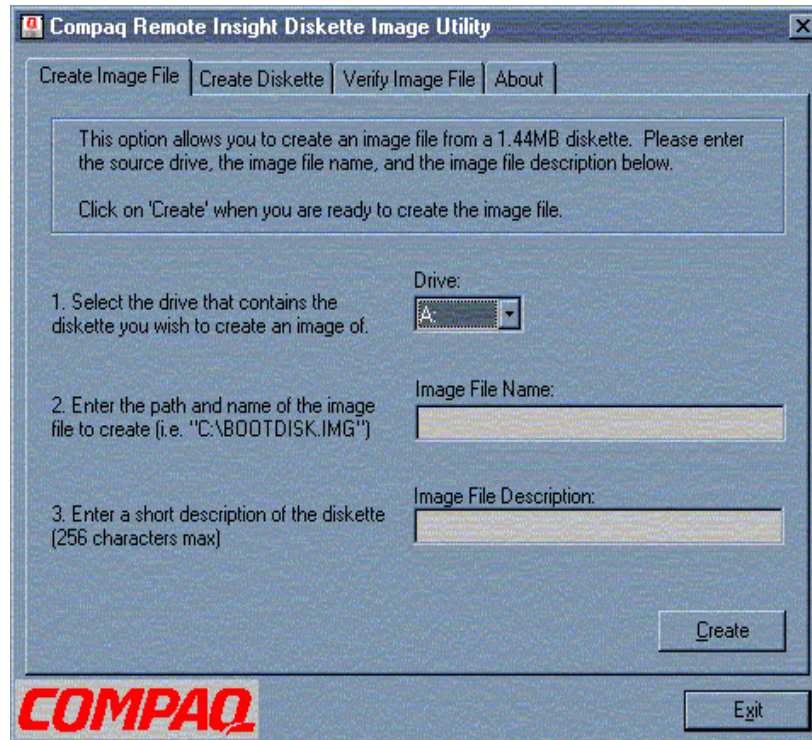 Compaq Remote Insight Diskette Image Utility
Create Image File
Create Diskette
Verify Image File
About
This option allows you to create an image file from a 1.44MB diskette. Please enter
the source drive, the image file name, and the image file description below.
Click on 'Create' when you are ready to create the image file.
Drive:
1. Select the drive that contains the
diskette you wish to create an image of.
A:
Image File Name:
2. Enter the path and name of the image
file to create (i.e. "C:\BOOTDISK.IMG")
Image File Description:
3. Enter a short description of the diskette
(256 characters max)
Create
COMPAQ
Exit